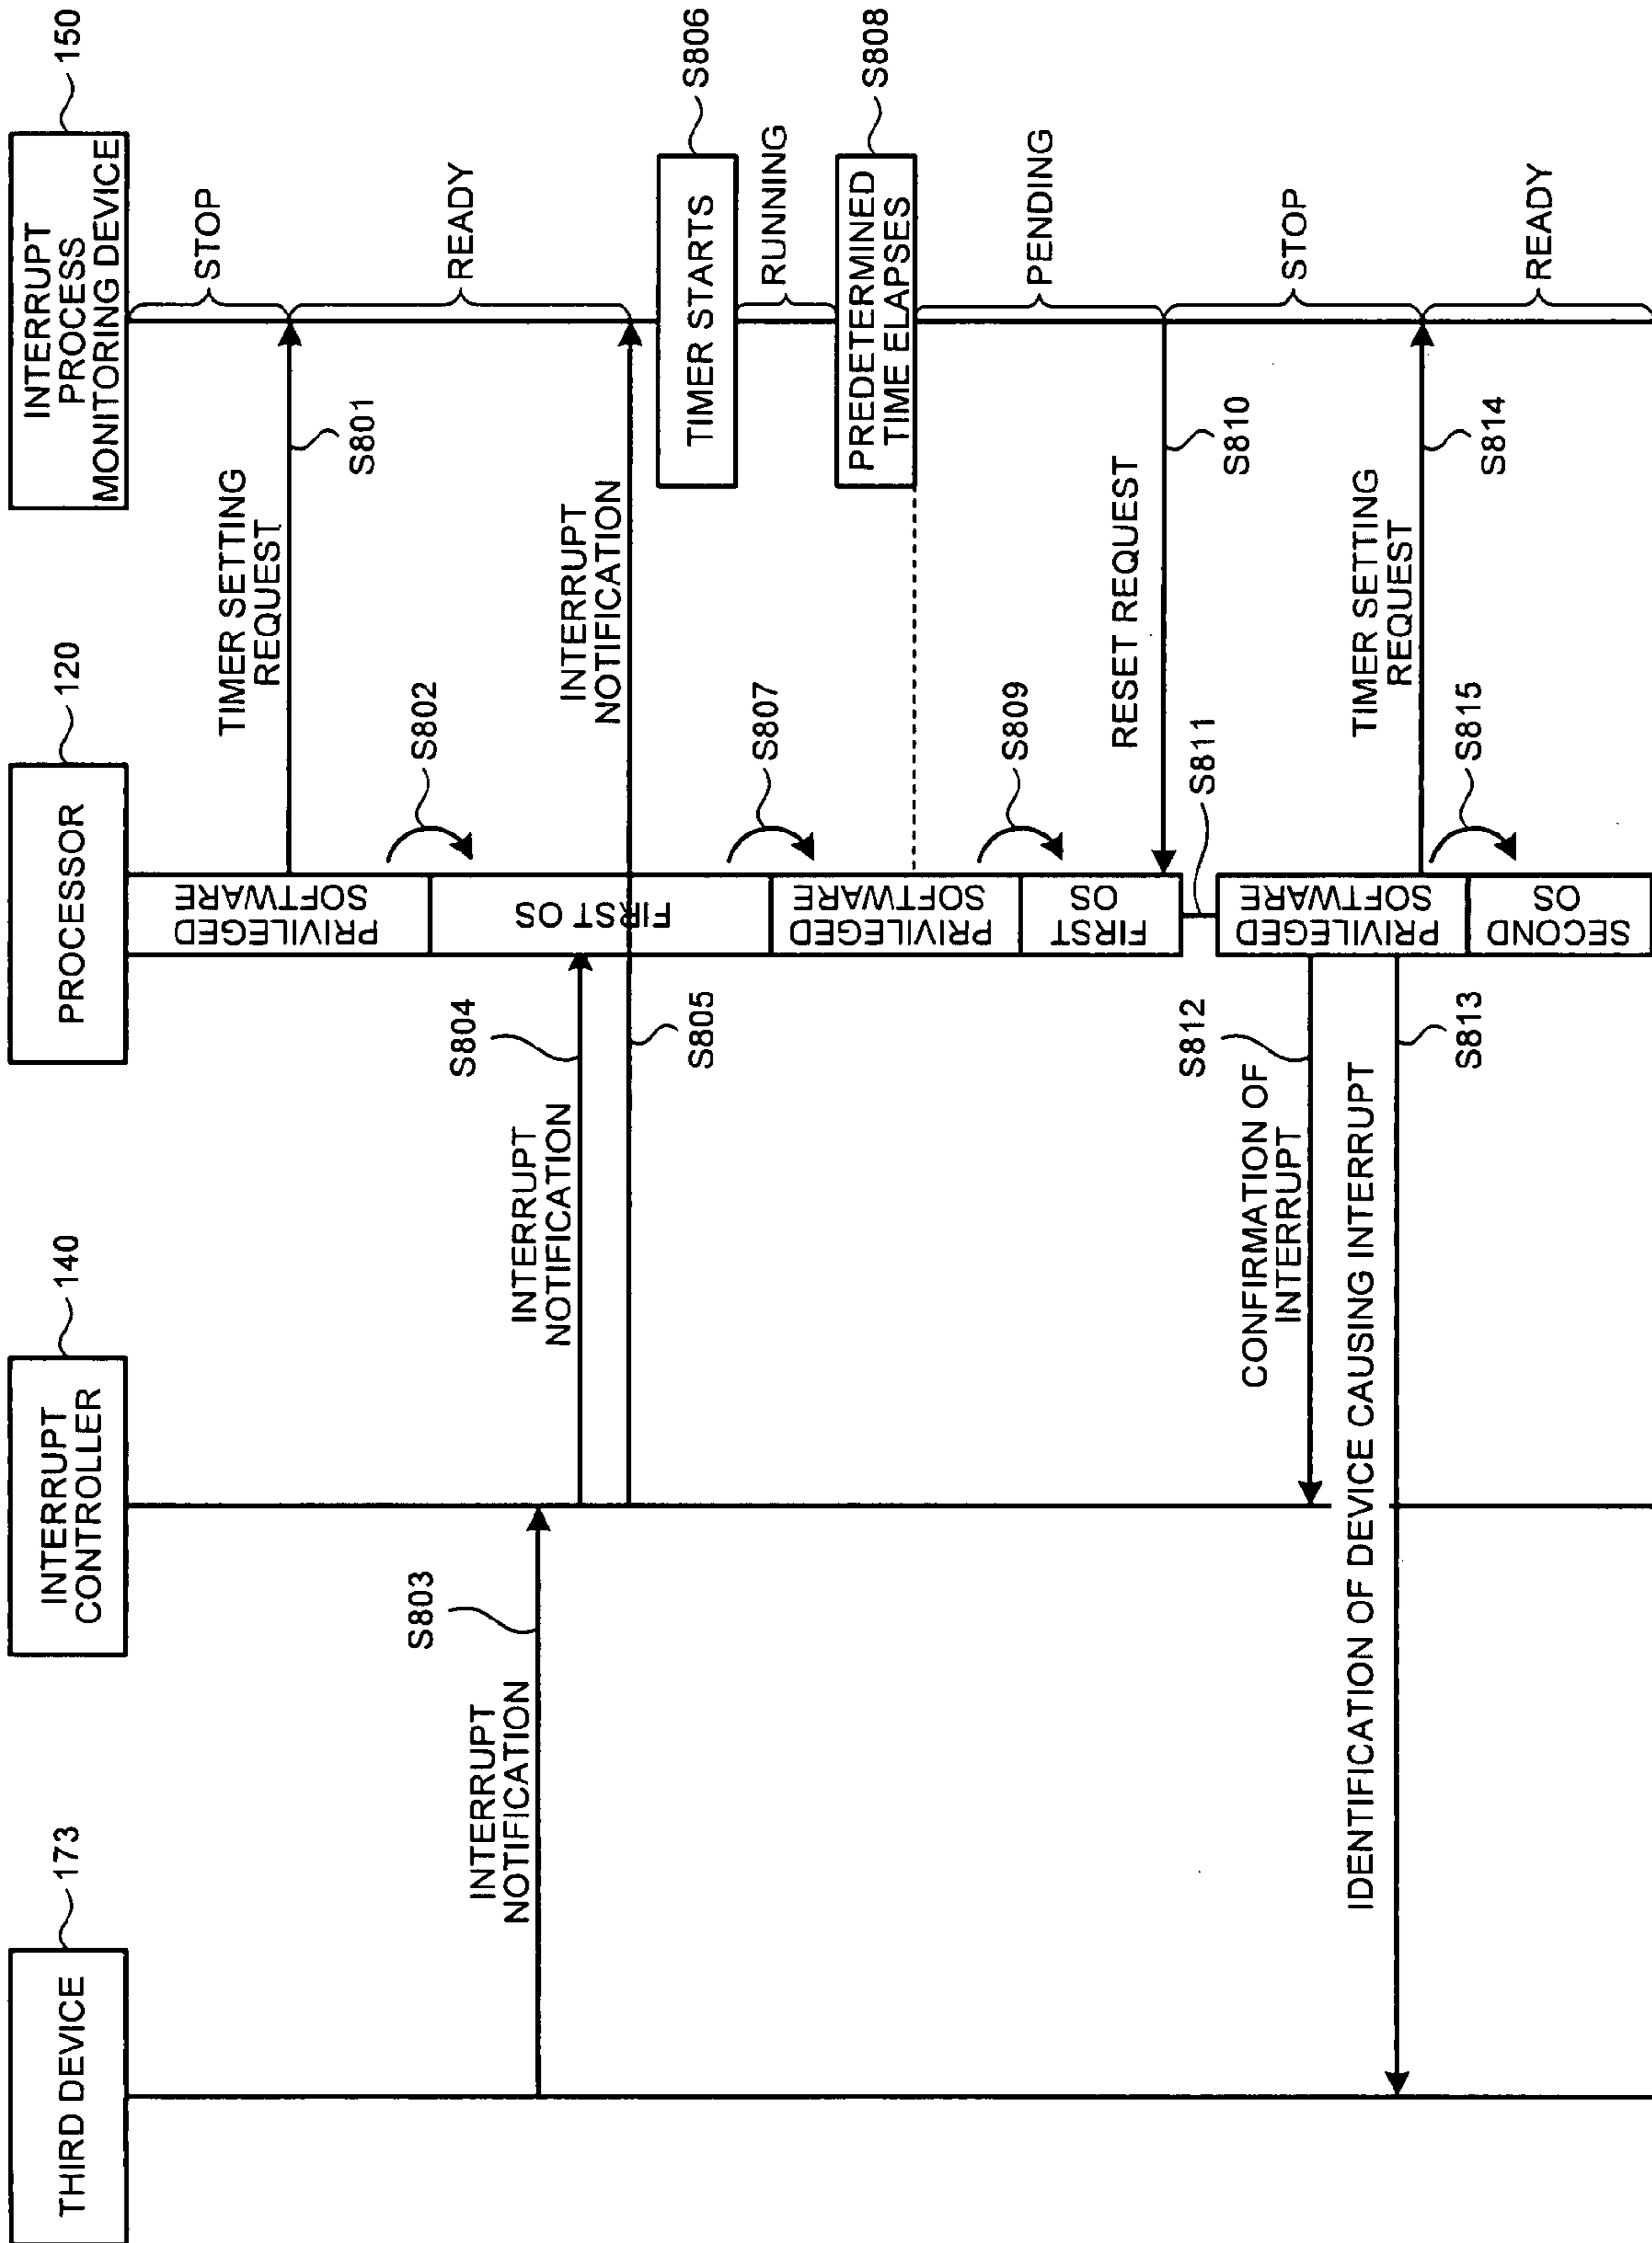 THIRD DEVICE
173
INTERRUPT
CONTROLLER
140
PROCESSOR
120
INTERRUPT
PROCESS
MONITORING DEVICE
150
STOP
TIMER SETTING
REQUEST
S801
PRIVILEGED
SOFTWARE
S802
READY
FIRST OS
INTERRUPT
NOTIFICATION
S803
INTERRUPT
NOTIFICATION
S804
INTERRUPT
NOTIFICATION
S805
TIMER STARTS
S806
RUNNING
S807
PRIVILEGED
SOFTWARE
PREDETERMINED
TIME ELAPSES
S808
PENDING
S809
FIRST
OS
RESET REQUEST
S810
S811
STOP
PRIVILEGED
SOFTWARE
CONFIRMATION OF
INTERRUPT
S812
IDENTIFICATION OF DEVICE CAUSING INTERRUPT
S813
TIMER SETTING
REQUEST
S814
S815
SECOND
OS
READY